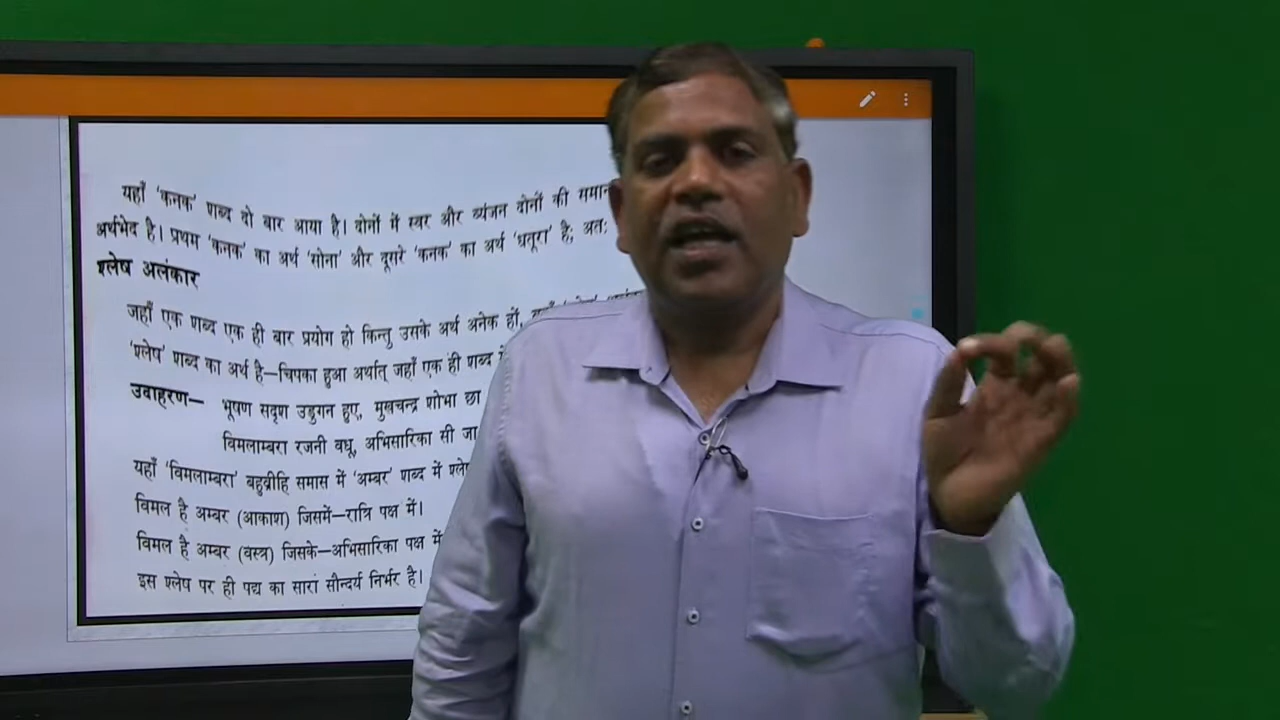 यहाँ 'कनक' शब्द दो बार आया है। दोनों में स्वर और व्यंजन दोनों की समान
अर्थभेद है। प्रथम 'कनक' का अर्थ 'सोना' और दूसरे 'कनक' का अर्थ 'धतूरा' है; अतः
श्लेष अलंकार
जहाँ एक शब्द एक ही बार प्रयोग हो किन्तु उसके अर्थ अनेक हों,
'श्लेष' शब्द का अर्थ है—चिपका हुआ अर्थात् जहाँ एक ही शब्द
उदाहरण— भूषण सदृश उडुगन हुए, मुखचन्द्र शोभा छा
विमलाम्बरा रजनी वधू, अभिसारिका सी जा
यहाँ 'विमलाम्बरा' बहुव्रीहि समास में 'अम्बर' शब्द में श्लेष
विमल है अम्बर (आकाश) जिसमें—रात्रि पक्ष में।
विमल है अम्बर (वस्त्र) जिसके—अभिसारिका पक्ष में
इस श्लेष पर ही पद्य का सारा सौन्दर्य निर्भर है।